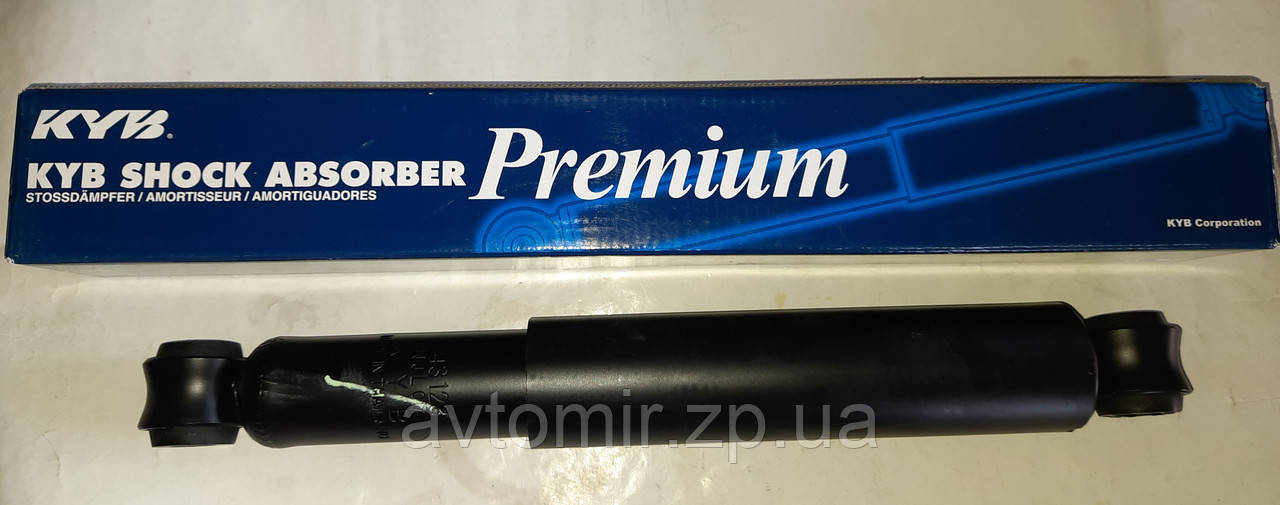 KYB®
KYB SHOCK ABSORBER Premium
STOSSDÄMPFER / AMORTISSEUR / AMORTIGUADORES
KYB Corporation
avtomir.zp.ua